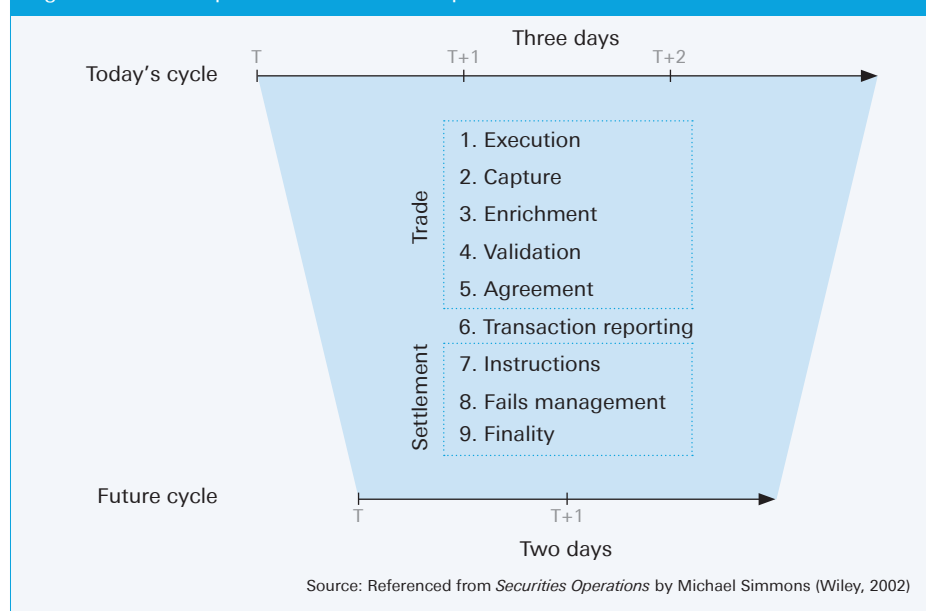 Three days
T T+1 T+2
Today's cycle
Trade
1. Execution
2. Capture
3. Enrichment
4. Validation
5. Agreement
6. Transaction reporting
Settlement
7. Instructions
8. Fails management
9. Finality
Future cycle
T T+1
Two days
Source: Referenced from Securities Operations by Michael Simmons (Wiley, 2002)